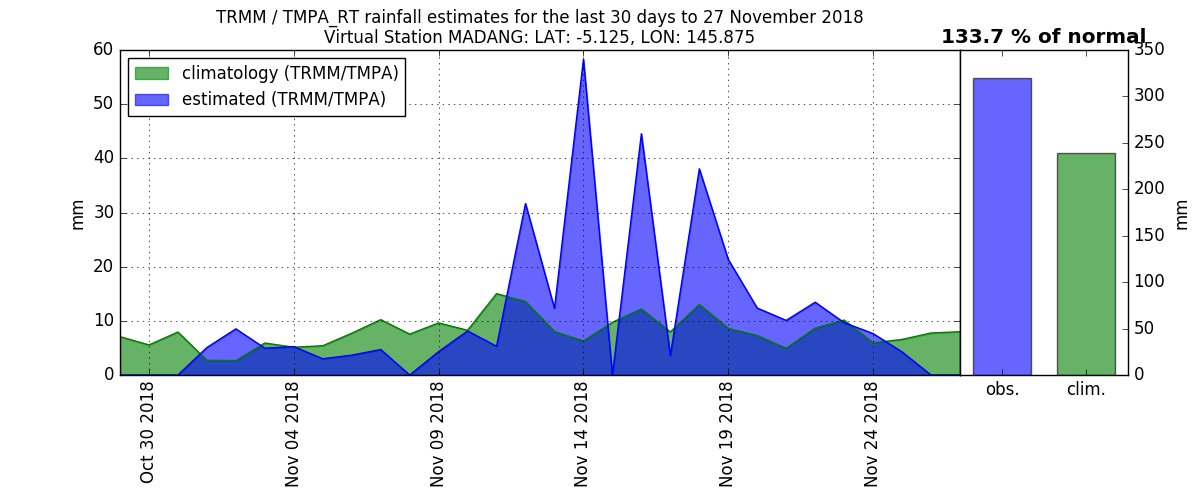 TRMM / TMPA_RT rainfall estimates for the last 30 days to 27 November 2018
Virtual Station MADANG: LAT: -5.125, LON: 145.875
133.7 % of normal
climatology (TRMM/TMPA)
estimated (TRMM/TMPA)
60
50
40
30
20
10
0
mm
Oct 30 2018
Nov 04 2018
Nov 09 2018
Nov 14 2018
Nov 19 2018
Nov 24 2018
obs.
clim.
350
300
250
200
150
100
50
0
mm